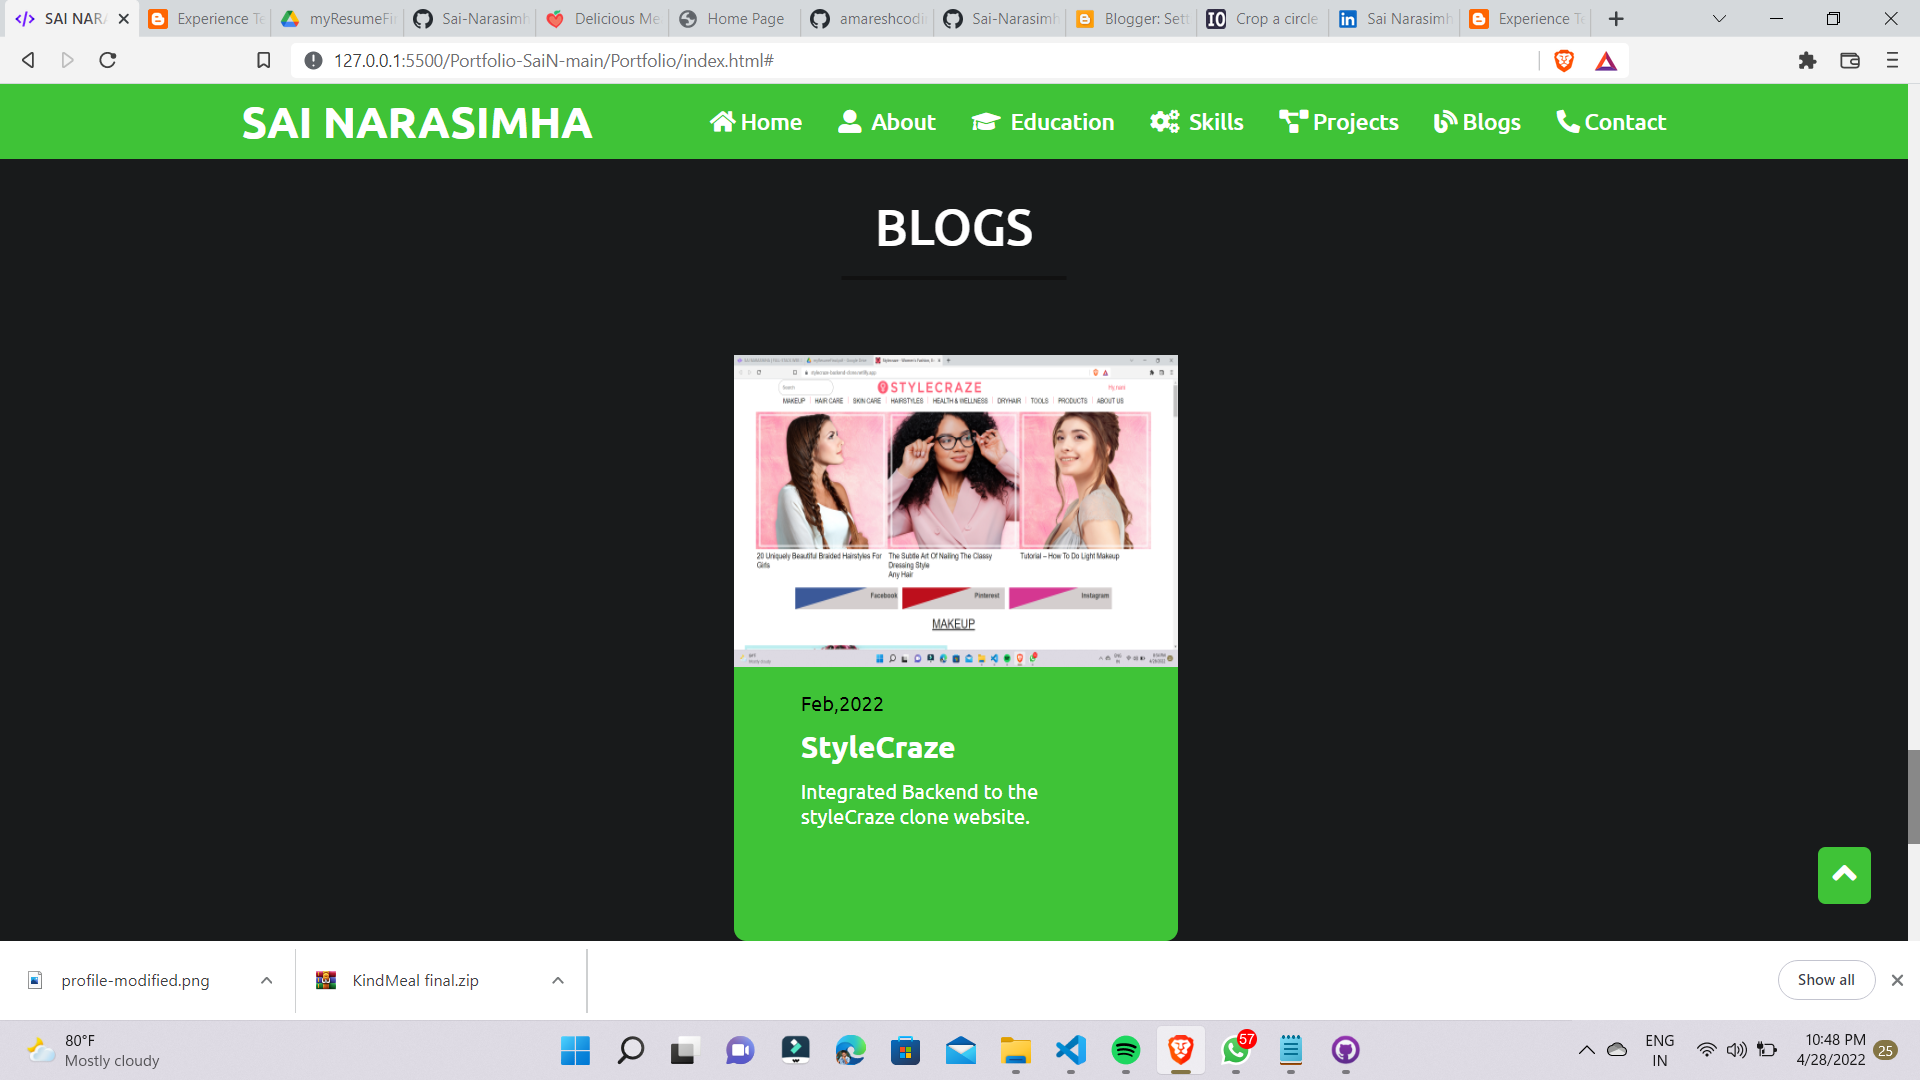 SAI NARA
Experience Te
myResumeFin
Sai-Narasimh
Delicious Me
Home Page
amareshcodi
Sai-Narasimh
Blogger: Sett
Crop a circle
Sai Narasimh
Experience Te
127.0.0.1:5500/Portfolio-SaiN-main/Portfolio/index.html#
SAI NARASIMHA
Home
About
Education
Skills
Projects
Blogs
Contact
BLOGS
Search
STYLECRAZE
MAKEUP
HAIR CARE
SKIN CARE
HAIRSTYLES
HEALTH & WELLNESS
DRYHAIR
TOOLS
PRODUCTS
ABOUT US
20 Uniquely Beautiful Braided Hairstyles For
Girls
The Subtle Art Of Nailing The Classy
Dressing Style
Any Hair
Tutorial – How To Do Light Makeup
Facebook
Pinterest
Instagram
MAKEUP
Feb,2022
StyleCraze
Integrated Backend to the
styleCraze clone website.
profile-modified.png
KindMeal final.zip
Show all
80°F
Mostly cloudy
57
ENG
IN
10:48 PM
4/28/2022
25